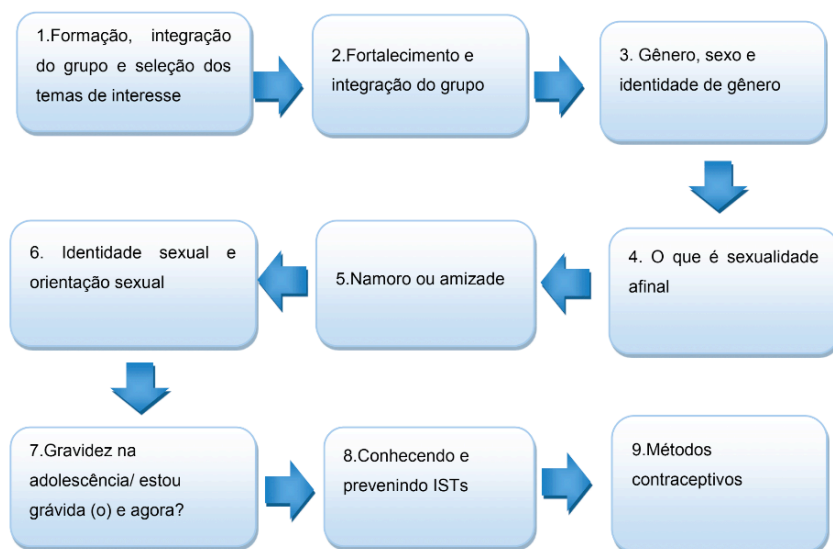 1.Formação, integração
do grupo e seleção dos
temas de interesse
2.Fortalecimento e
integração do grupo
3. Gênero, sexo e
identidade de gênero
4. O que é sexualidade
afinal
5.Namoro ou amizade
6. Identidade sexual e
orientação sexual
7.Gravidez na
adolescência/ estou
grávida (o) e agora?
8.Conhecendo e
prevenindo ISTs
9.Métodos
contraceptivos